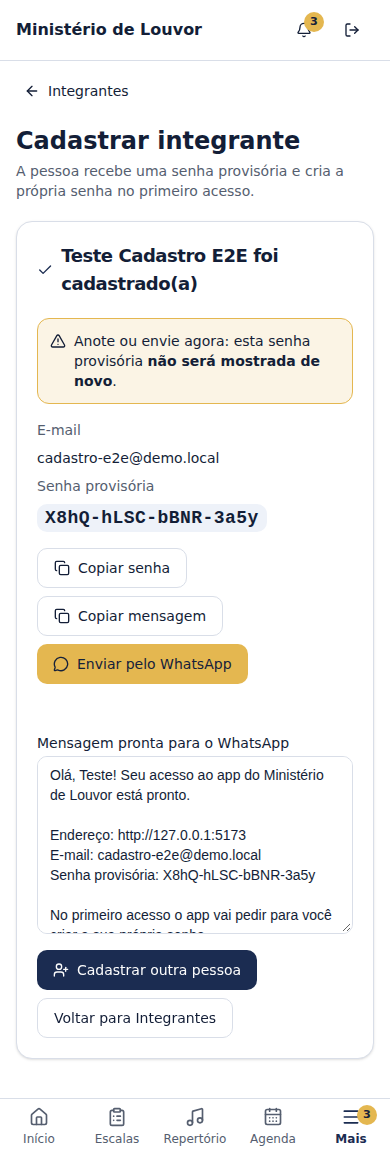 Ministério de Louvor
3
Integrantes
Cadastrar integrante
A pessoa recebe uma senha provisória e cria a
própria senha no primeiro acesso.
Teste Cadastro E2E foi
cadastrado(a)
Anote ou envie agora: esta senha
provisória não será mostrada de
novo.
E-mail
cadastro-e2e@demo.local
Senha provisória
X8hQ-hLSC-bBNR-3a5y
Copiar senha
Copiar mensagem
Enviar pelo WhatsApp
Mensagem pronta para o WhatsApp
Olá, Teste! Seu acesso ao app do Ministério
de Louvor está pronto.
Endereço: http://127.0.0.1:5173
E-mail: cadastro-e2e@demo.local
Senha provisória: X8hQ-hLSC-bBNR-3a5y
No primeiro acesso o app vai pedir para você
criar a sua própria senha.
Cadastrar outra pessoa
Voltar para Integrantes
3
Início
Escalas
Repertório
Agenda
Mais